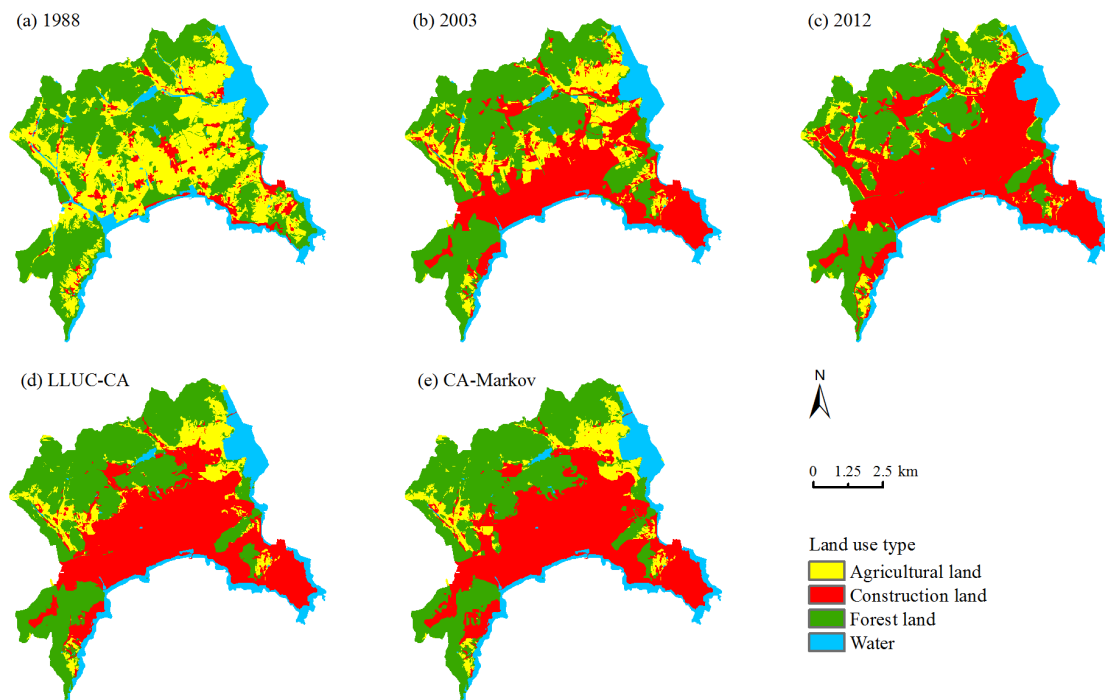 (a) 1988
(b) 2003
(c) 2012
(d) LLUC-CA
(e) CA-Markov
N
0 1.25 2.5 km
Land use type
Agricultural land
Construction land
Forest land
Water